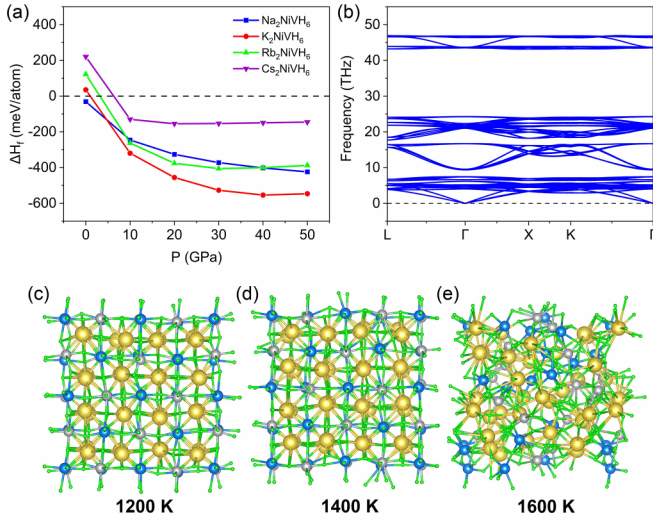 (a)
Na₂NiVH₆
K₂NiVH₆
Rb₂NiVH₆
Cs₂NiVH₆
ΔHf (meV/atom)
400
200
0
-200
-400
-600
0 10 20 30 40 50
P (GPa)
(b)
Frequency (THz)
50
40
30
20
10
0
L Γ X K Γ
(c) (d) (e)
1200 K 1400 K 1600 K